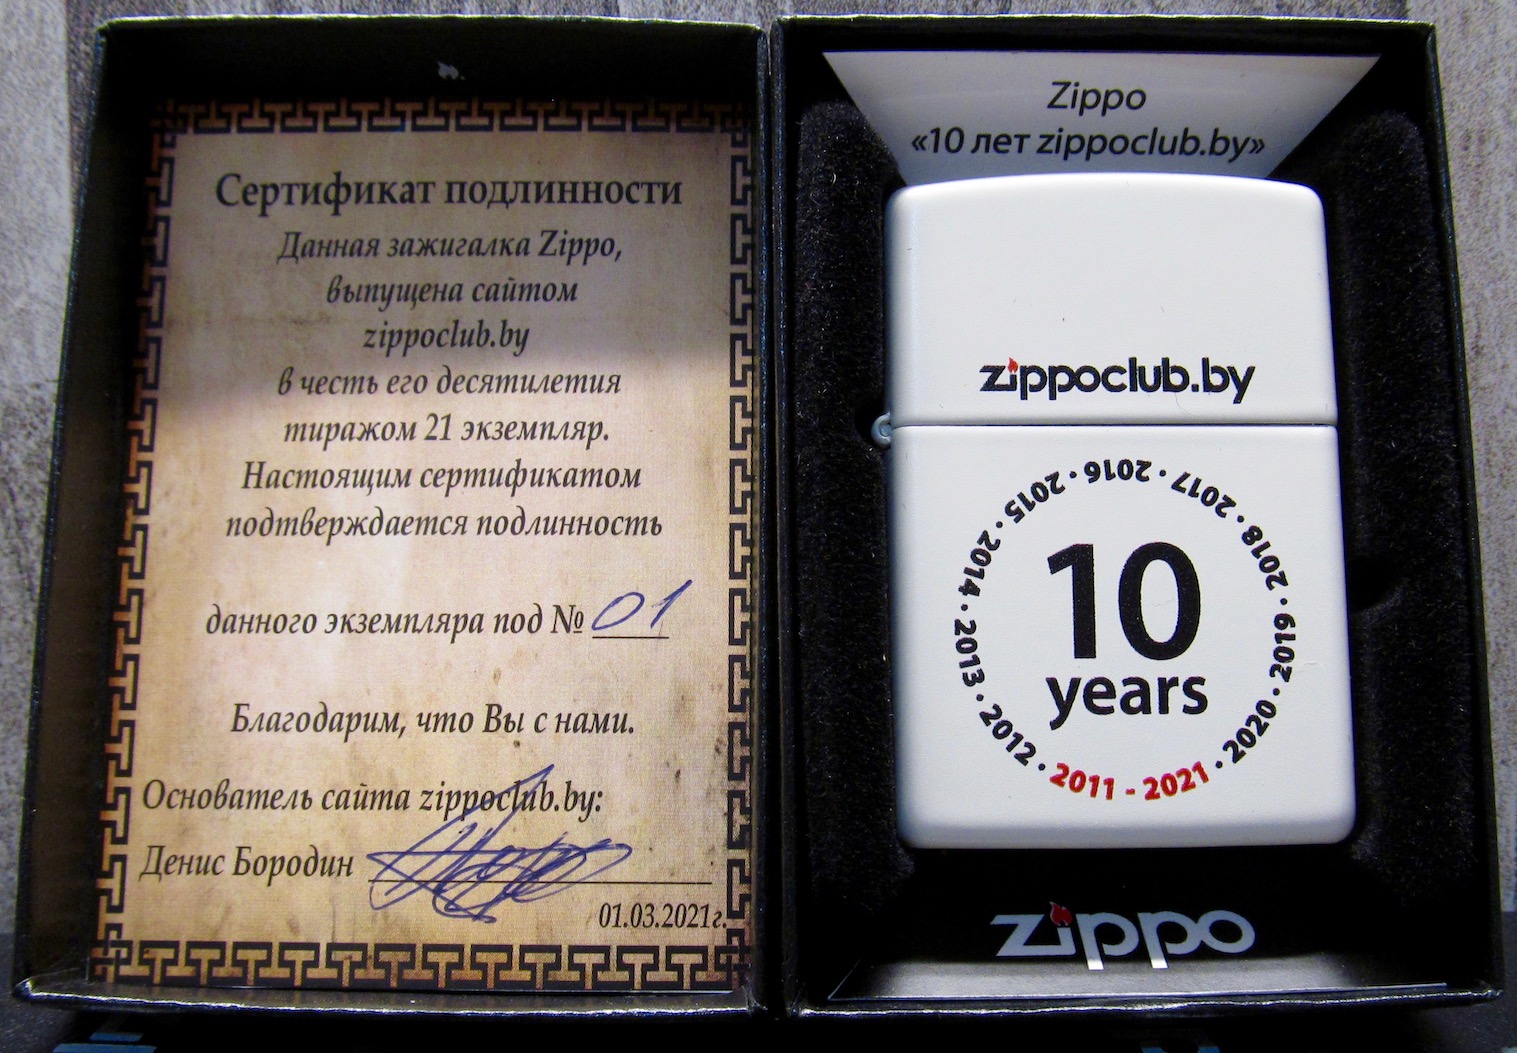 Сертификат подлинности
Данная зажигалка Zippo,
выпущена сайтом
zippoclub.by
в честь его десятилетия
тиражом 21 экземпляр.
Настоящим сертификатом
подтверждается подлинность
данного экземпляра под № 01
Благодарим, что Вы с нами.
Основатель сайта zippoclub.by:
Денис Бородин
01.03.2021г.
Zippo
«10 лет zippoclub.by»
zippoclub.by
2011 - 2021 · 2012 · 2013 · 2014 · 2015 · 2016 · 2017 · 2018 · 2019 · 2020 ·
10
years
zippo